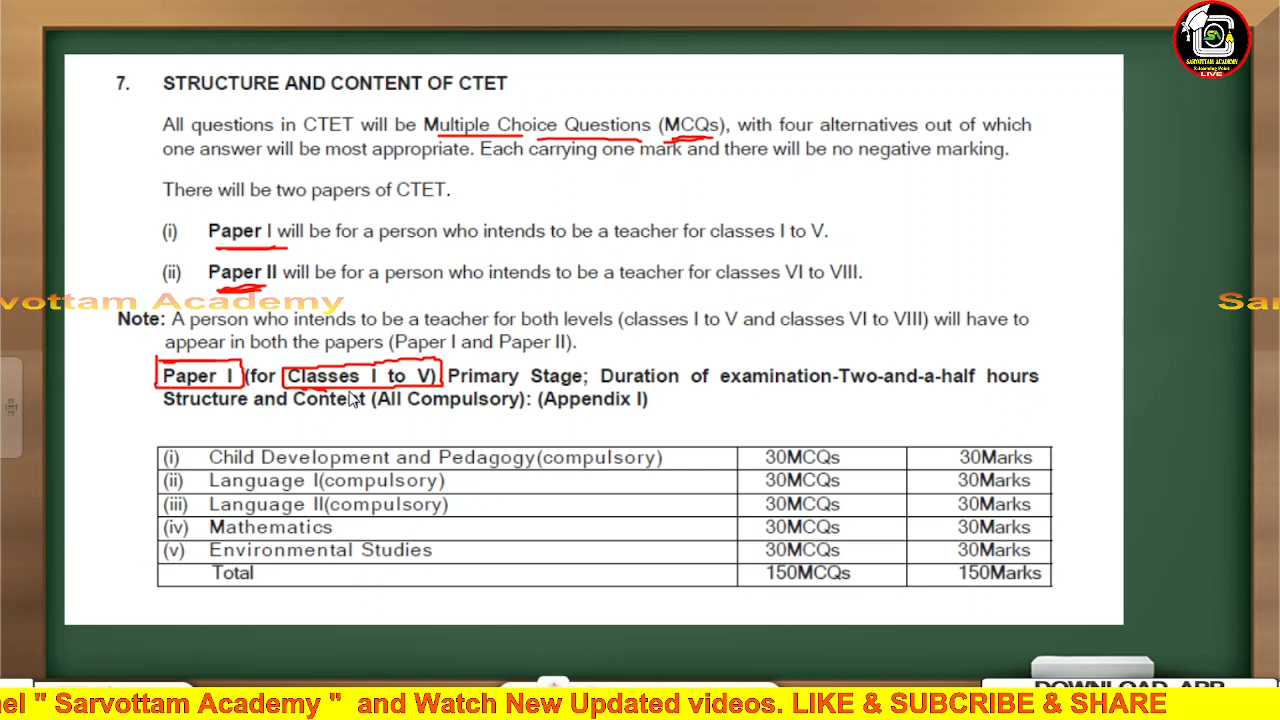 SARVOTTAM ACADEMY
E-learning Point
LIVE
7. STRUCTURE AND CONTENT OF CTET
All questions in CTET will be Multiple Choice Questions (MCQs), with four alternatives out of which
one answer will be most appropriate. Each carrying one mark and there will be no negative marking.
There will be two papers of CTET.
(i) Paper I will be for a person who intends to be a teacher for classes I to V.
(ii) Paper II will be for a person who intends to be a teacher for classes VI to VIII.
vottam Academy Sa
Note: A person who intends to be a teacher for both levels (classes I to V and classes VI to VIII) will have to
appear in both the papers (Paper I and Paper II).
Paper I (for Classes I to V) Primary Stage; Duration of examination-Two-and-a-half hours
Structure and Content (All Compulsory): (Appendix I)
(i) Child Development and Pedagogy(compulsory) 30MCQs 30Marks
(ii) Language I(compulsory) 30MCQs 30Marks
(iii) Language II(compulsory) 30MCQs 30Marks
(iv) Mathematics 30MCQs 30Marks
(v) Environmental Studies 30MCQs 30Marks
Total 150MCQs 150Marks
DOWNLOAD APP
nel " Sarvottam Academy " and Watch New Updated videos. LIKE & SUBCRIBE & SHARE